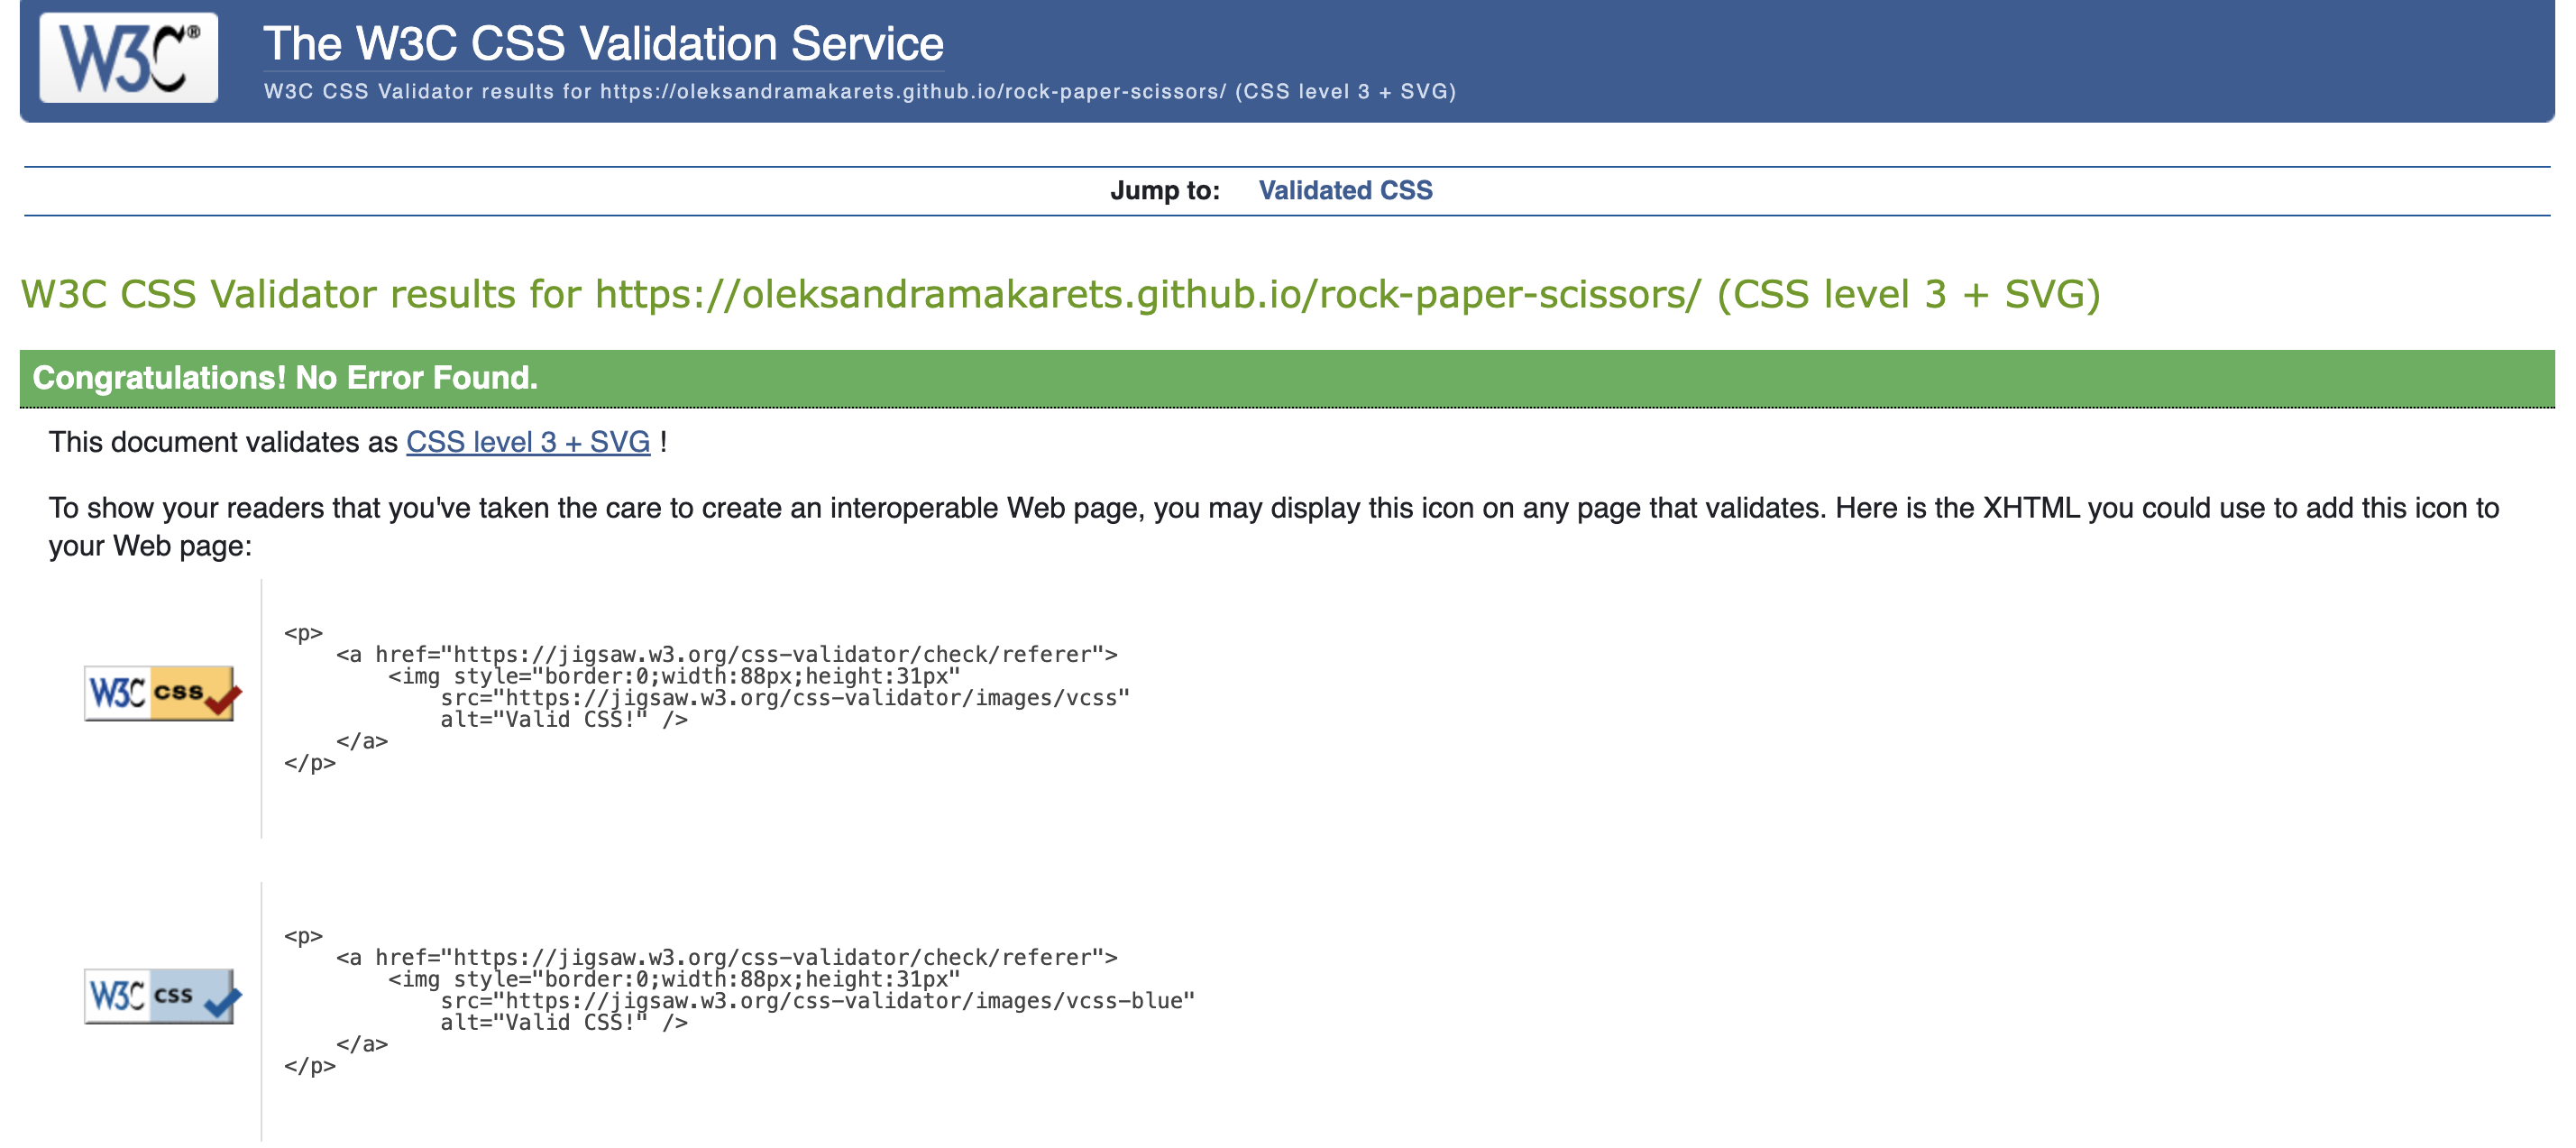 W3C®
The W3C CSS Validation Service
W3C CSS Validator results for https://oleksandramakarets.github.io/rock-paper-scissors/ (CSS level 3 + SVG)
Jump to: Validated CSS
W3C CSS Validator results for https://oleksandramakarets.github.io/rock-paper-scissors/ (CSS level 3 + SVG)
Congratulations! No Error Found.
This document validates as CSS level 3 + SVG !
To show your readers that you've taken the care to create an interoperable Web page, you may display this icon on any page that validates. Here is the XHTML you could use to add this icon to
your Web page:
W3C css
<p>
    <a href="https://jigsaw.w3.org/css-validator/check/referer">
        <img style="border:0;width:88px;height:31px"
            src="https://jigsaw.w3.org/css-validator/images/vcss"
            alt="Valid CSS!" />
    </a>
</p>
W3C css
<p>
    <a href="https://jigsaw.w3.org/css-validator/check/referer">
        <img style="border:0;width:88px;height:31px"
            src="https://jigsaw.w3.org/css-validator/images/vcss-blue"
            alt="Valid CSS!" />
    </a>
</p>